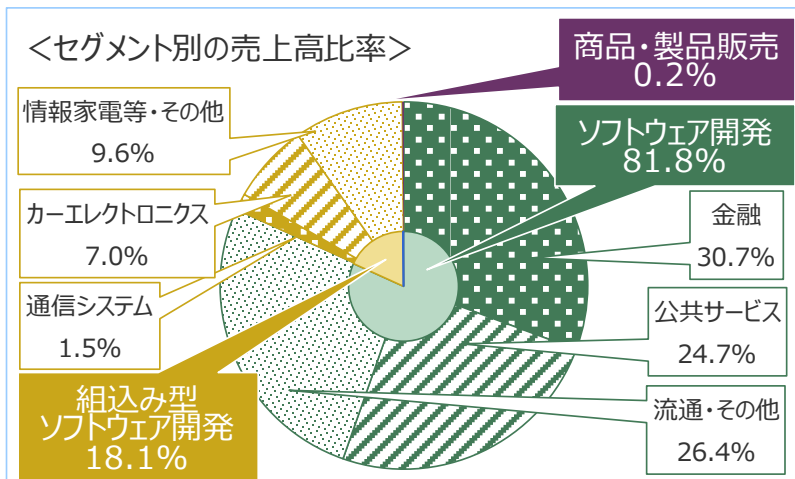 ＜セグメント別の売上高比率＞
商品・製品販売
0.2%
ソフトウェア開発
81.8%
金融
30.7%
公共サービス
24.7%
流通・その他
26.4%
情報家電等・その他
9.6%
カーエレクトロニクス
7.0%
通信システム
1.5%
組込み型
ソフトウェア開発
18.1%